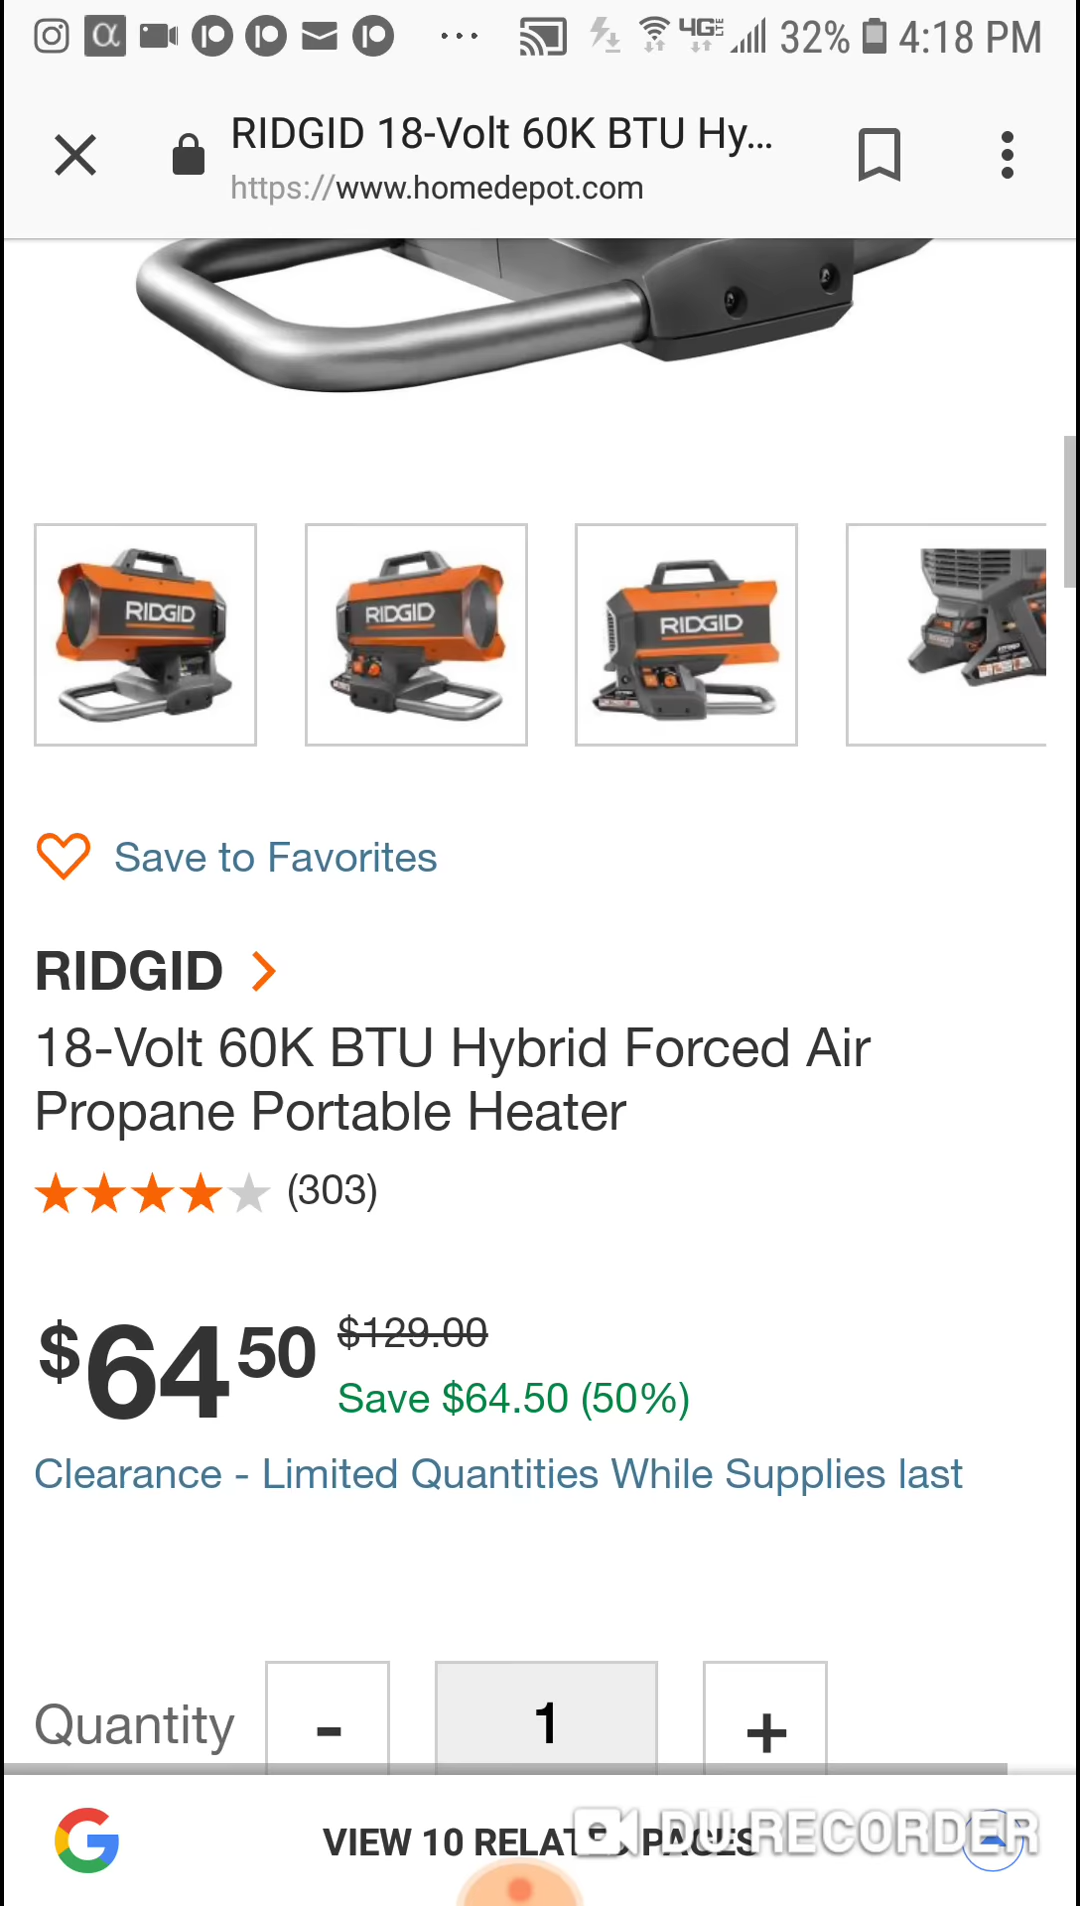 32% 4:18 PM
RIDGID 18-Volt 60K BTU Hy...
https://www.homedepot.com
RIDGID
RIDGID
RIDGID
Save to Favorites
RIDGID
18-Volt 60K BTU Hybrid Forced Air
Propane Portable Heater
(303)
$64 50 $129.00
Save $64.50 (50%)
Clearance - Limited Quantities While Supplies last
Quantity - 1 +
VIEW 10 RELATED PAGES
DU RECORDER